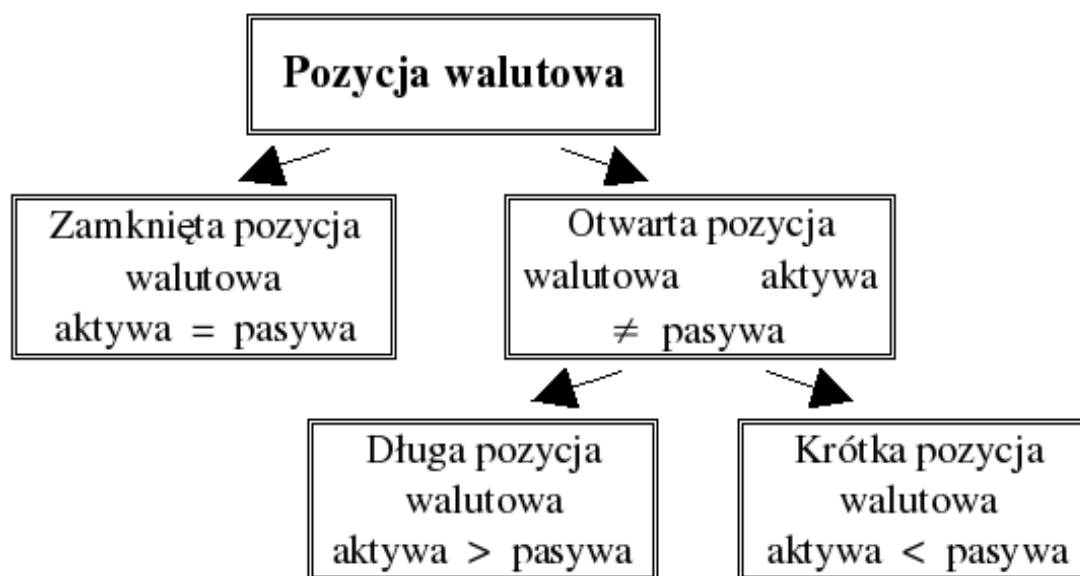 Pozycja walutowa
Zamknięta pozycja
walutowa
aktywa = pasywa
Otwarta pozycja
walutowa aktywa
≠ pasywa
Długa pozycja
walutowa
aktywa > pasywa
Krótka pozycja
walutowa
aktywa < pasywa